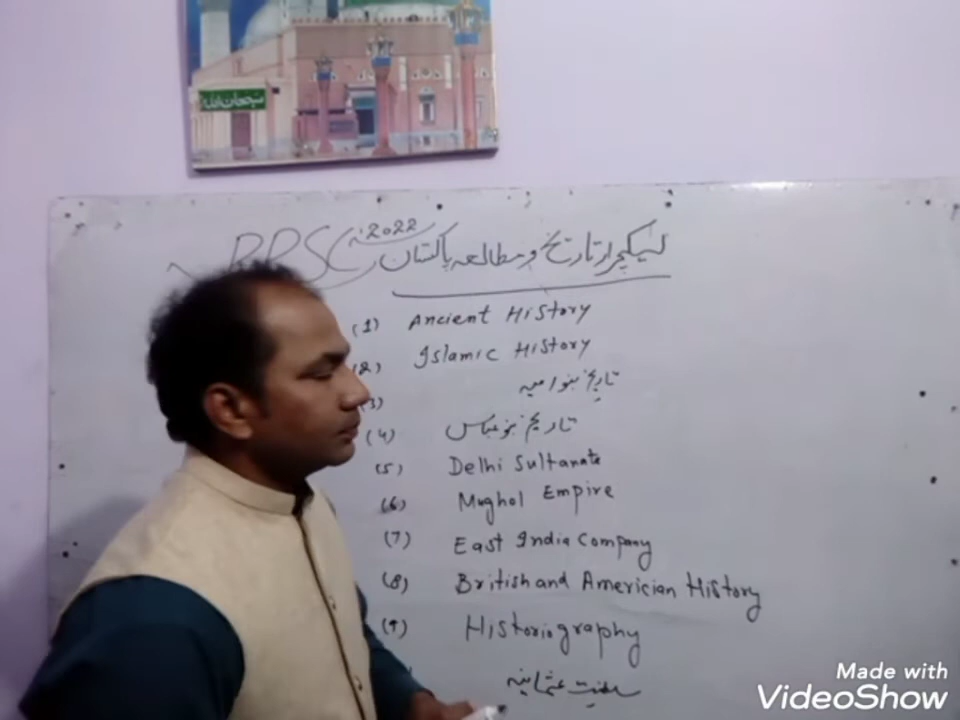 لیکچرار تاریخ و مطالعہ پاکستان 2022
(1) Ancient History
(2) Islamic History
(3) تاریخ بنو امیہ
(4) تاریخ بنو عباس
(5) Delhi Sultanate
(6) Mughol Empire
(7) East India Company
(8) British and Americian History
(9) Historiography
سلطنت عثمانیہ
Made with
VideoShow